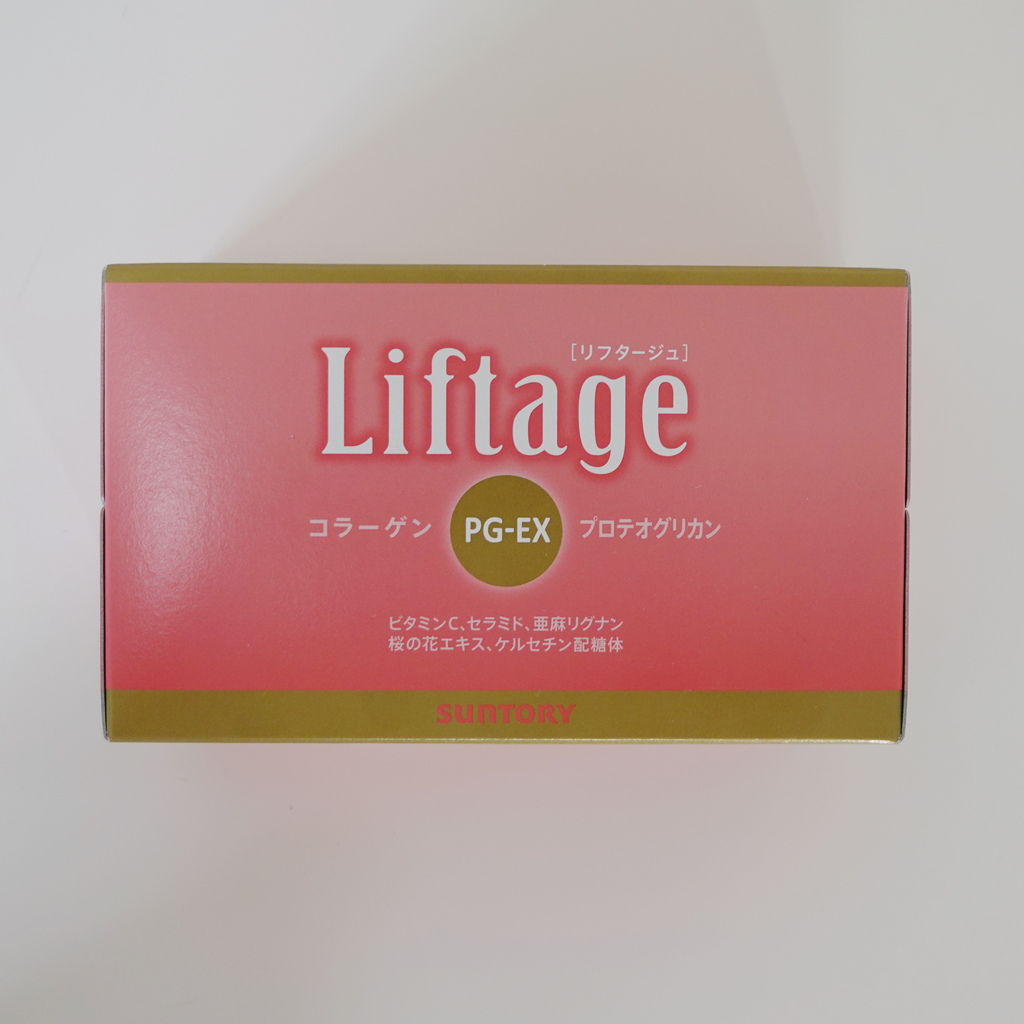 [リフタージュ]
Liftage
コラーゲン PG-EX プロテオグリカン
ビタミンC、セラミド、亜麻リグナン
桜の花エキス、ケルセチン配糖体
SUNTORY